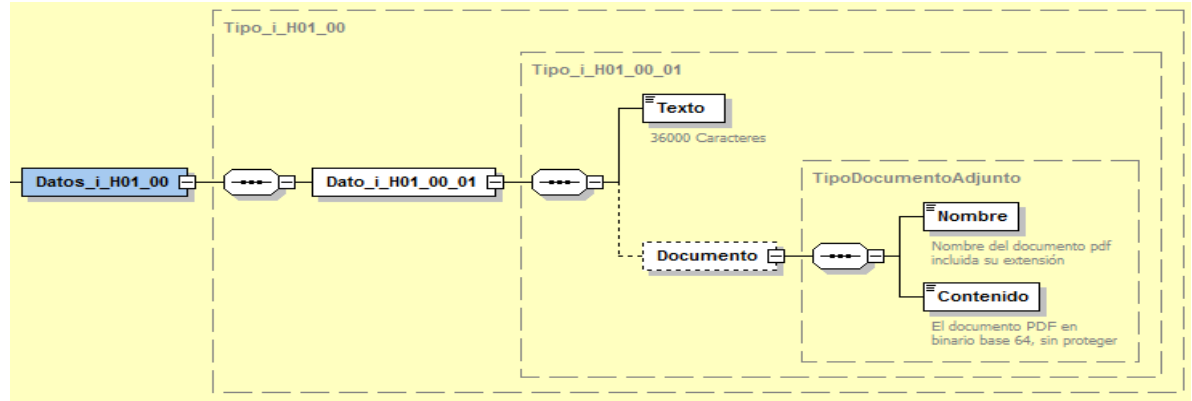 Tipo_i_H01_00
Tipo_i_H01_00_01
Texto
36000 Caracteres
Datos_i_H01_00
Dato_i_H01_00_01
TipoDocumentoAdjunto
Nombre
Nombre del documento pdf
incluida su extensión
Documento
Contenido
El documento PDF en
binario base 64, sin proteger